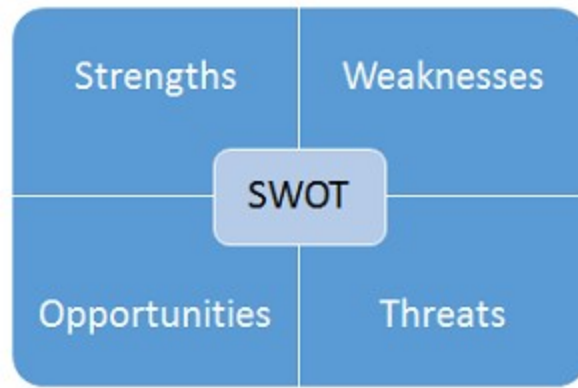 Strengths
Weaknesses
SWOT
Opportunities
Threats